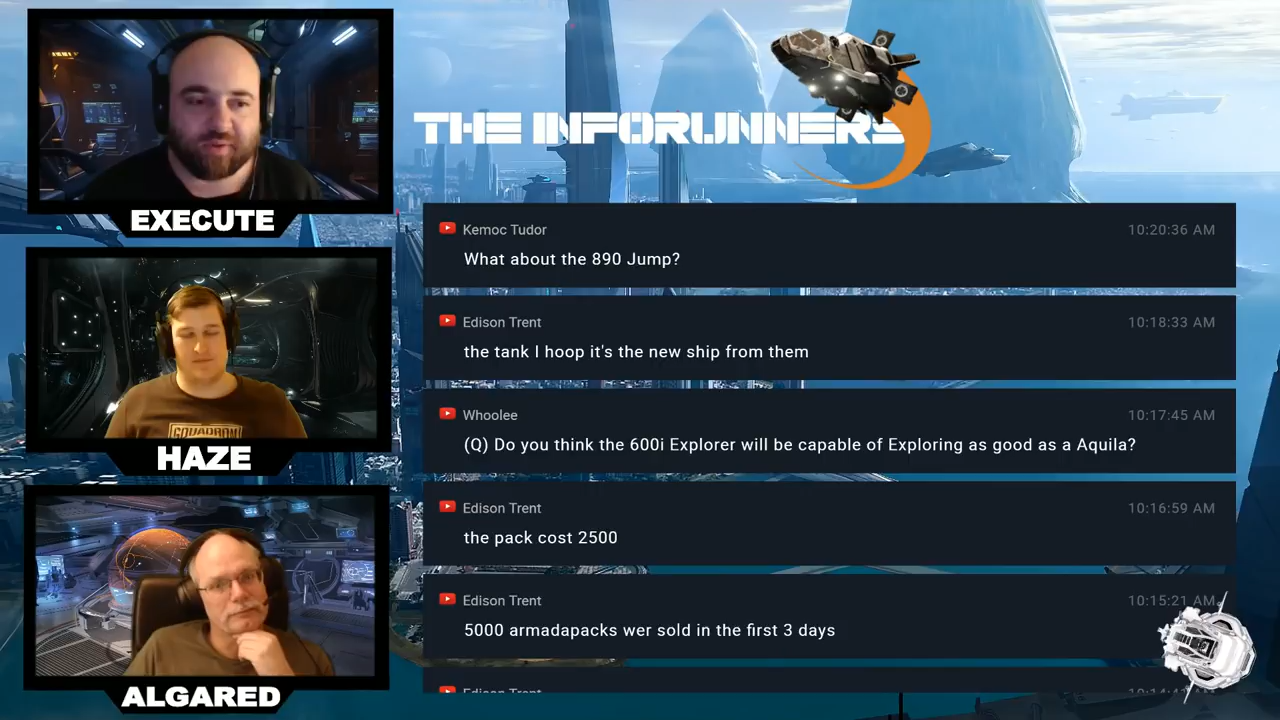 EXECUTE
HAZE
ALGARED
SQUADRON
THE INFORUNNERS
Kemoc Tudor 10:20:36 AM
What about the 890 Jump?
Edison Trent 10:18:33 AM
the tank I hoop it's the new ship from them
Whoolee 10:17:45 AM
(Q) Do you think the 600i Explorer will be capable of Exploring as good as a Aquila?
Edison Trent 10:16:59 AM
the pack cost 2500
Edison Trent 10:15:21 AM
5000 armadapacks wer sold in the first 3 days
Edison Trent